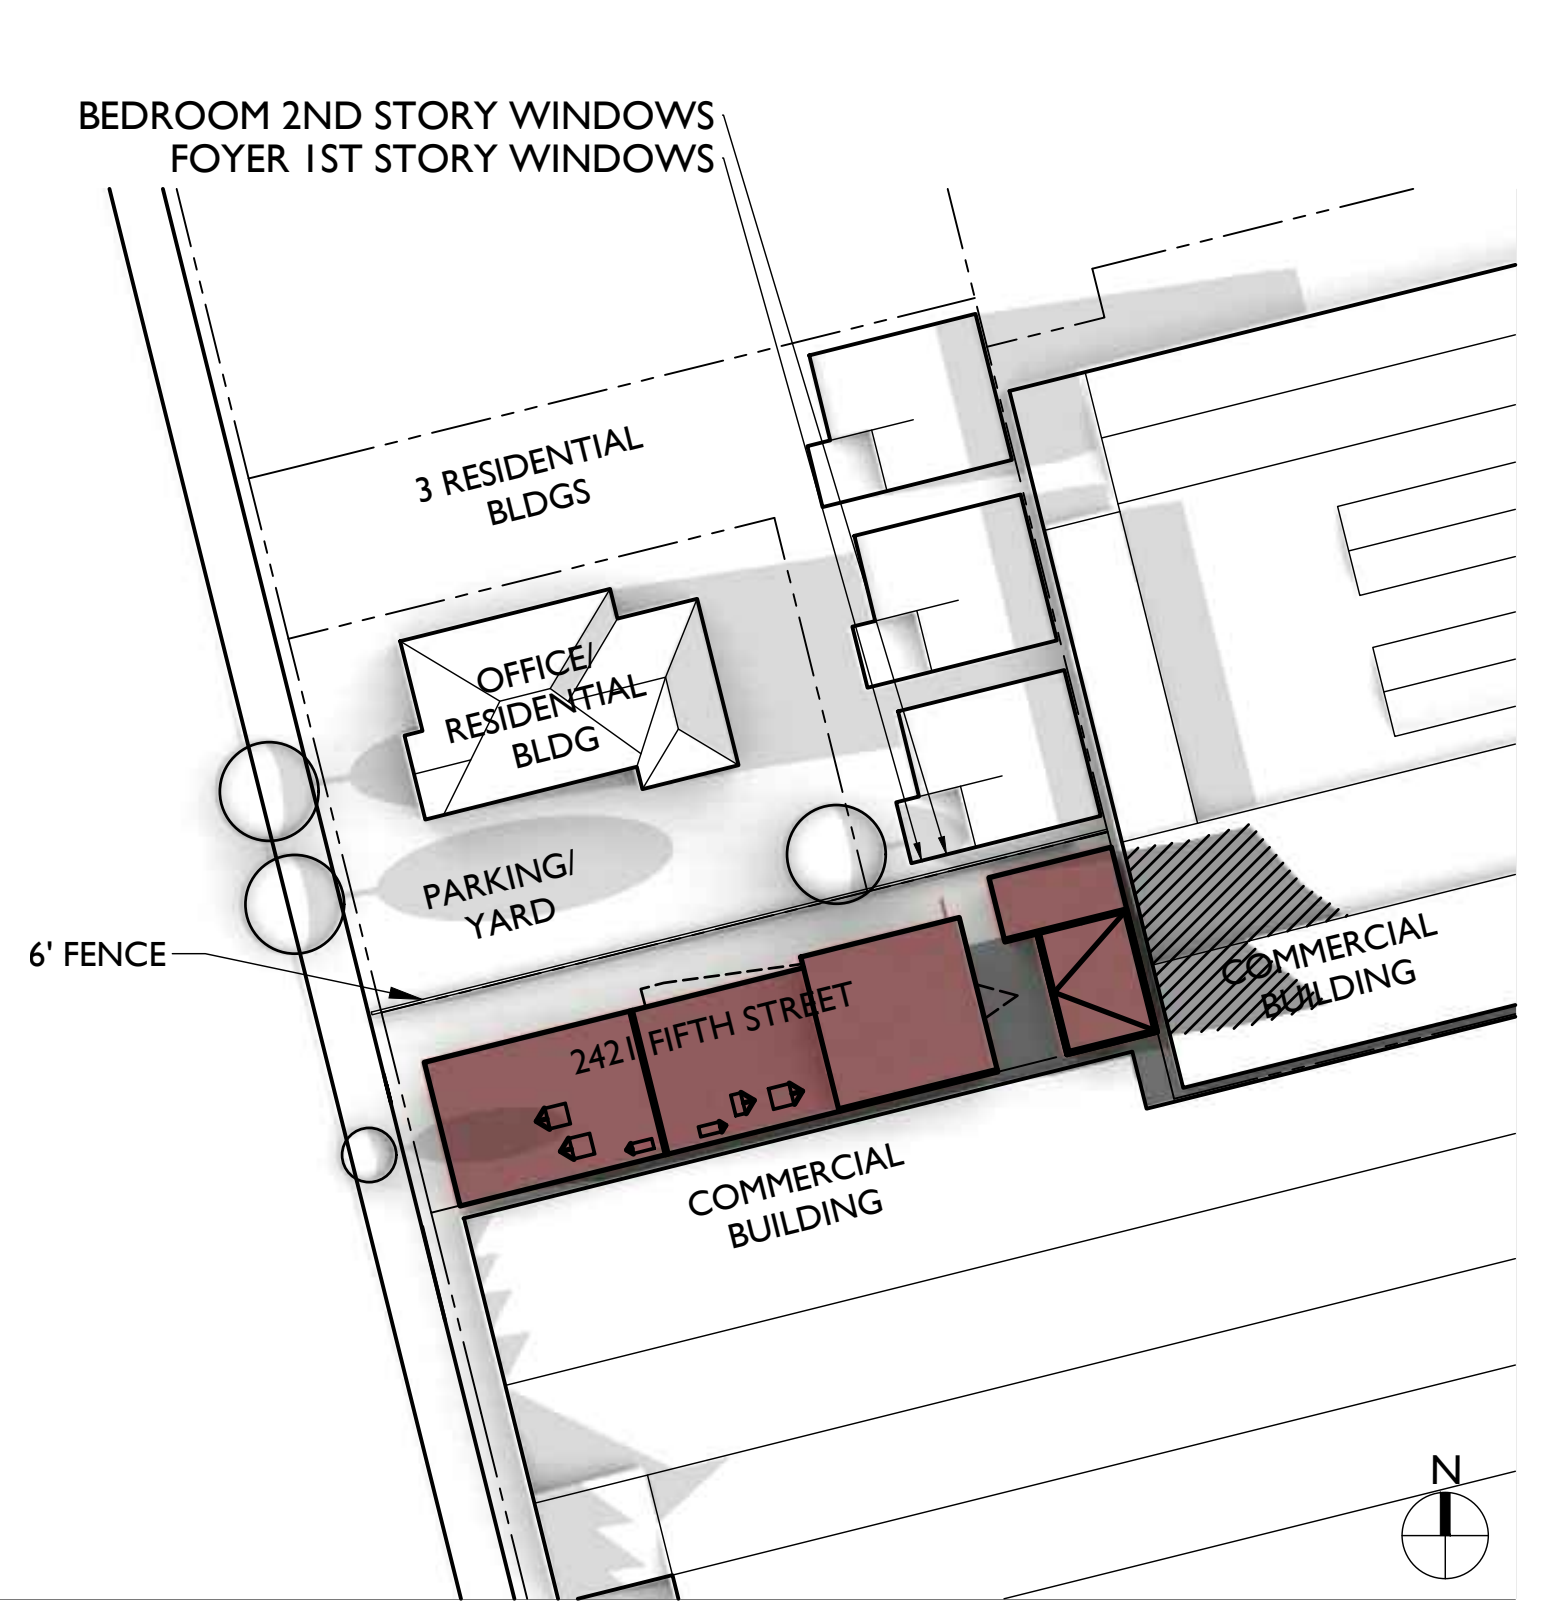 BEDROOM 2ND STORY WINDOWS
FOYER 1ST STORY WINDOWS
3 RESIDENTIAL
BLDGS
OFFICE/
RESIDENTIAL
BLDG
PARKING/
YARD
6' FENCE
COMMERCIAL
BUILDING
2421 FIFTH STREET
COMMERCIAL
BUILDING
N